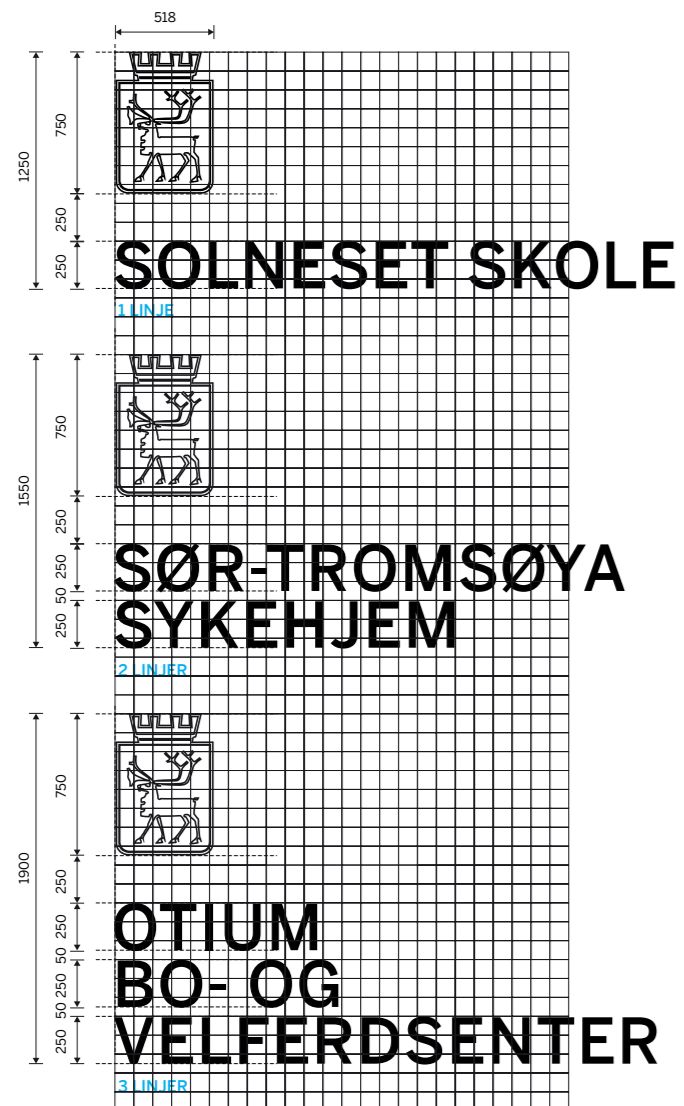 518
1250
750
250
250
SOLNESET SKOLE
1 LINJE
1550
750
250
250
50
250
SØR-TROMSØYA
SYKEHJEM
2 LINJER
1900
750
250
250
50
250
50
250
OTIUM
BO- OG
VELFERDSENTER
3 LINJER